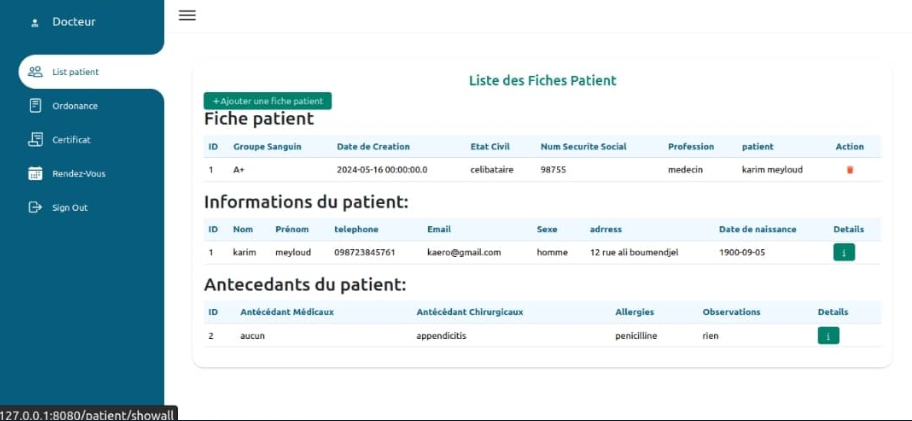 Docteur
List patient
Ordonance
Certificat
Rendez-Vous
Sign Out
Liste des Fiches Patient
+Ajouter une fiche patient
Fiche patient
ID Groupe Sanguin Date de Creation Etat Civil Num Securite Social Profession patient Action
1 A+ 2024-05-16 00:00:00.0 celibataire 98755 medecin karim meyloud
Informations du patient:
ID Nom Prénom telephone Email Sexe adrress Date de naissance Details
1 karim meyloud 098723845761 kaero@gmail.com homme 12 rue ali boumendjel 1900-09-05 i
Antecedants du patient:
ID Antécédant Médicaux Antécédant Chirurgicaux Allergies Observations Details
2 aucun appendicitis penicilline rien i
127.0.0.1:8080/patient/showall